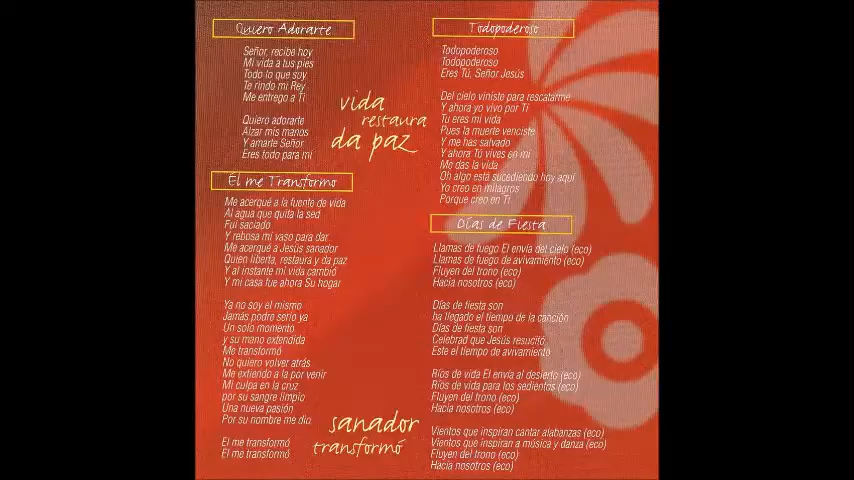 Quiero Adorarte
Señor, recibe hoy
Mi vida a tus pies
Todo lo que soy
Te rindo mi Rey
Me entrego a Ti
Quiero adorarte
Alzar mis manos
Y amarte Señor
Eres todo para mi
vida
restaura
da paz
El me Transformo
Me acerqué a la fuente de vida
Al agua que quita la sed
Fui saciado
Y rebosa mi vaso para dar
Me acerqué a Jesús sanador
Quien liberta, restaura y da paz
Y al instante mi vida cambió
Y mi casa fue ahora Su hogar
Ya no soy el mismo
Jamás podre serlo ya
Un solo momento
y su mano extendida
Me transformó
No quiero volver atrás
Me extiendo a la por venir
Mi culpa en la cruz
por su sangre limpio
Una nueva pasión
Por su nombre me dio
El me transformó
El me transformó
sanador
transformó
Todopoderoso
Todopoderoso
Todopoderoso
Eres Tú, Señor Jesús
Del cielo viniste para rescatarme
Y ahora yo vivo por Ti
Tu eres mi vida
Pues la muerte venciste
Y me has salvado
Y ahora Tú vives en mi
Me das la vida
Oh algo está sucediendo hoy aquí
Yo creo en milagros
Porque creo en Ti
Días de Fiesta
Llamas de fuego El envía del cielo (eco)
Llamas de fuego de avivamiento (eco)
Fluyen del trono (eco)
Hacia nosotros (eco)
Días de fiesta son
ha llegado el tiempo de la canción
Días de fiesta son
Celebrad que Jesús resucitó
Este el tiempo de avivamiento
Ríos de vida El envía al desierto (eco)
Ríos de vida para los sedientos (eco)
Fluyen del trono (eco)
Hacia nosotros (eco)
Vientos que inspiran cantar alabanzas (eco)
Vientos que inspiran a música y danza (eco)
Fluyen del trono (eco)
Hacia nosotros (eco)